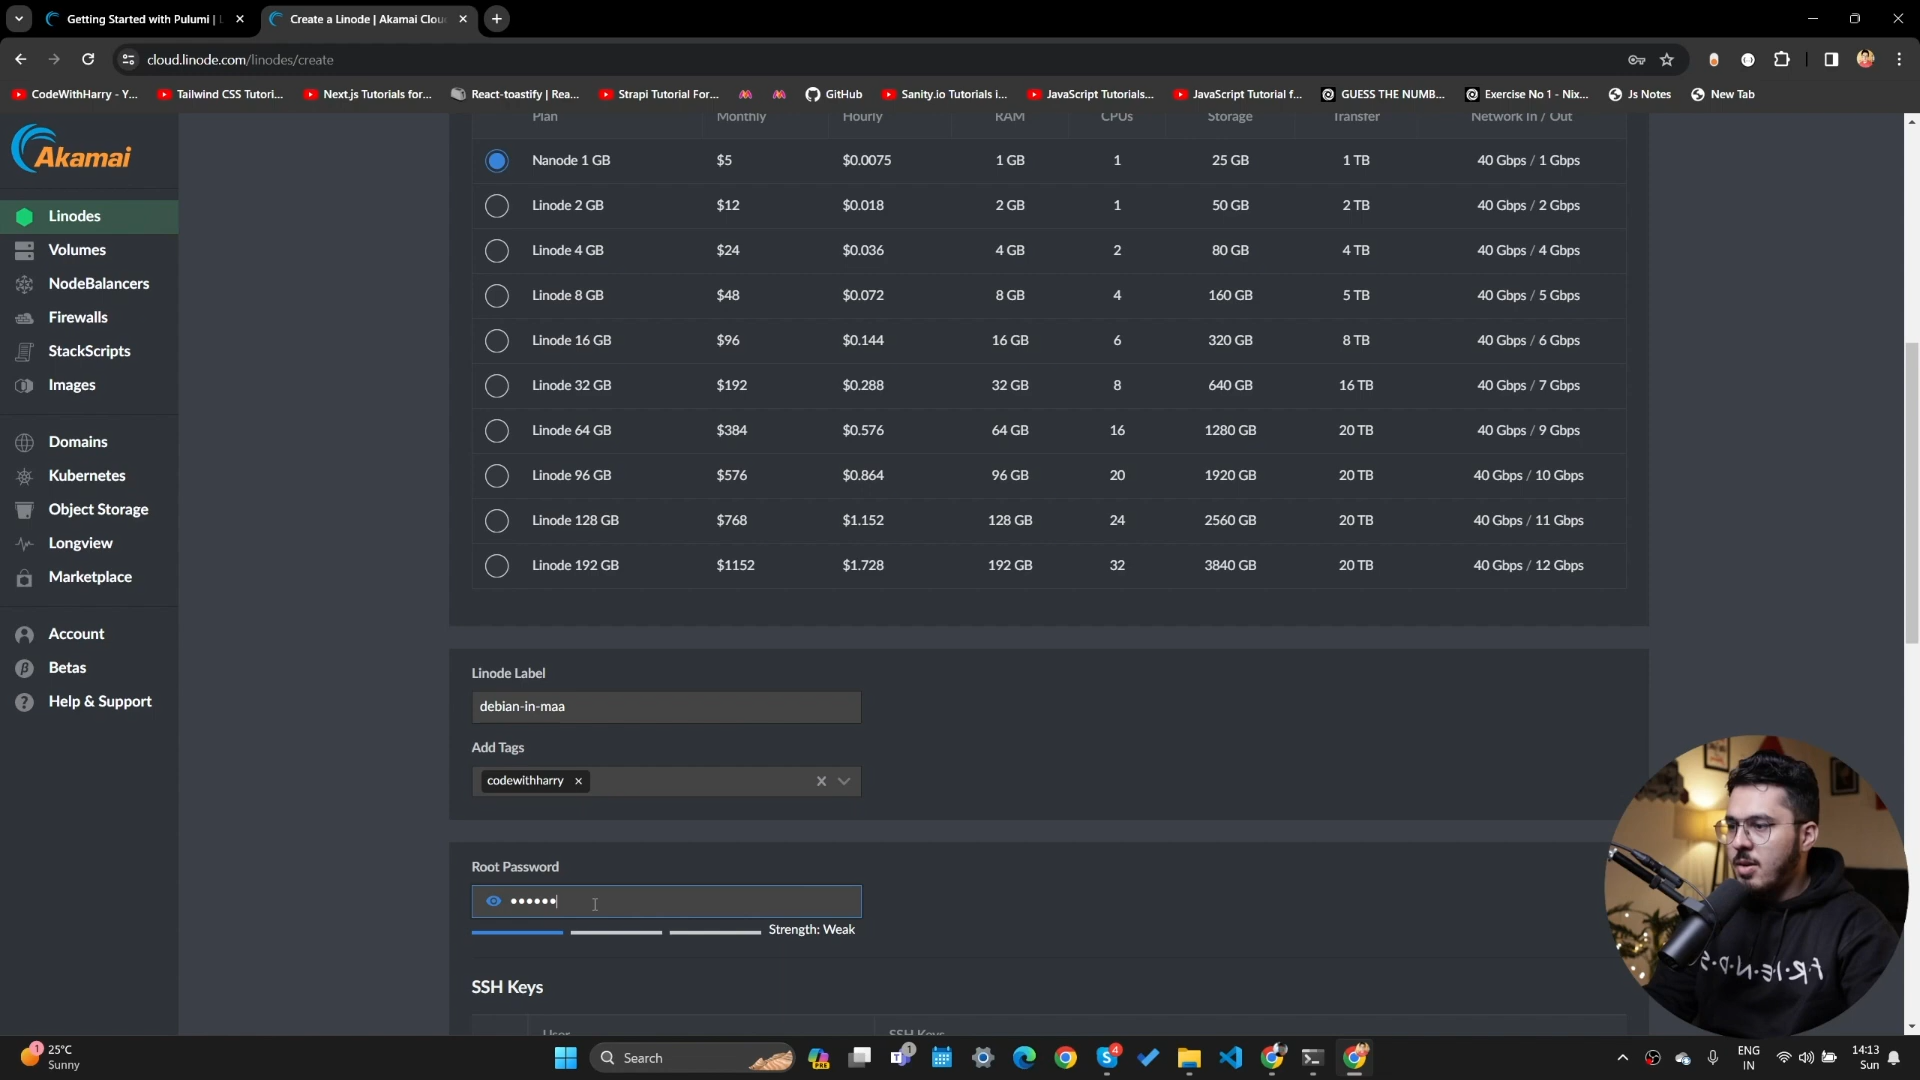 Getting Started with Pulumi |
Create a Linode | Akamai Clou
cloud.linode.com/linodes/create
CodeWithHarry - Y...
Tailwind CSS Tutori...
Next.js Tutorials for...
React-toastify | Rea...
Strapi Tutorial For...
GitHub
Sanity.io Tutorials i...
JavaScript Tutorials...
JavaScript Tutorial f...
GUESS THE NUMB...
Exercise No 1 - Nix...
Js Notes
New Tab
Akamai
Linodes
Volumes
NodeBalancers
Firewalls
StackScripts
Images
Domains
Kubernetes
Object Storage
Longview
Marketplace
Account
Betas
Help & Support
Plan Monthly Hourly RAM CPUs Storage Transfer Network In / Out
Nanode 1 GB $5 $0.0075 1 GB 1 25 GB 1 TB 40 Gbps / 1 Gbps
Linode 2 GB $12 $0.018 2 GB 1 50 GB 2 TB 40 Gbps / 2 Gbps
Linode 4 GB $24 $0.036 4 GB 2 80 GB 4 TB 40 Gbps / 4 Gbps
Linode 8 GB $48 $0.072 8 GB 4 160 GB 5 TB 40 Gbps / 5 Gbps
Linode 16 GB $96 $0.144 16 GB 6 320 GB 8 TB 40 Gbps / 6 Gbps
Linode 32 GB $192 $0.288 32 GB 8 640 GB 16 TB 40 Gbps / 7 Gbps
Linode 64 GB $384 $0.576 64 GB 16 1280 GB 20 TB 40 Gbps / 9 Gbps
Linode 96 GB $576 $0.864 96 GB 20 1920 GB 20 TB 40 Gbps / 10 Gbps
Linode 128 GB $768 $1.152 128 GB 24 2560 GB 20 TB 40 Gbps / 11 Gbps
Linode 192 GB $1152 $1.728 192 GB 32 3840 GB 20 TB 40 Gbps / 12 Gbps
Linode Label
debian-in-maa
Add Tags
codewithharry
Root Password
••••••
Strength: Weak
SSH Keys
User SSH Keys
F·R·I·E·N·D·S
1
25°C
Sunny
Search
PRE
1
4
ENG
IN
14:13
Sun